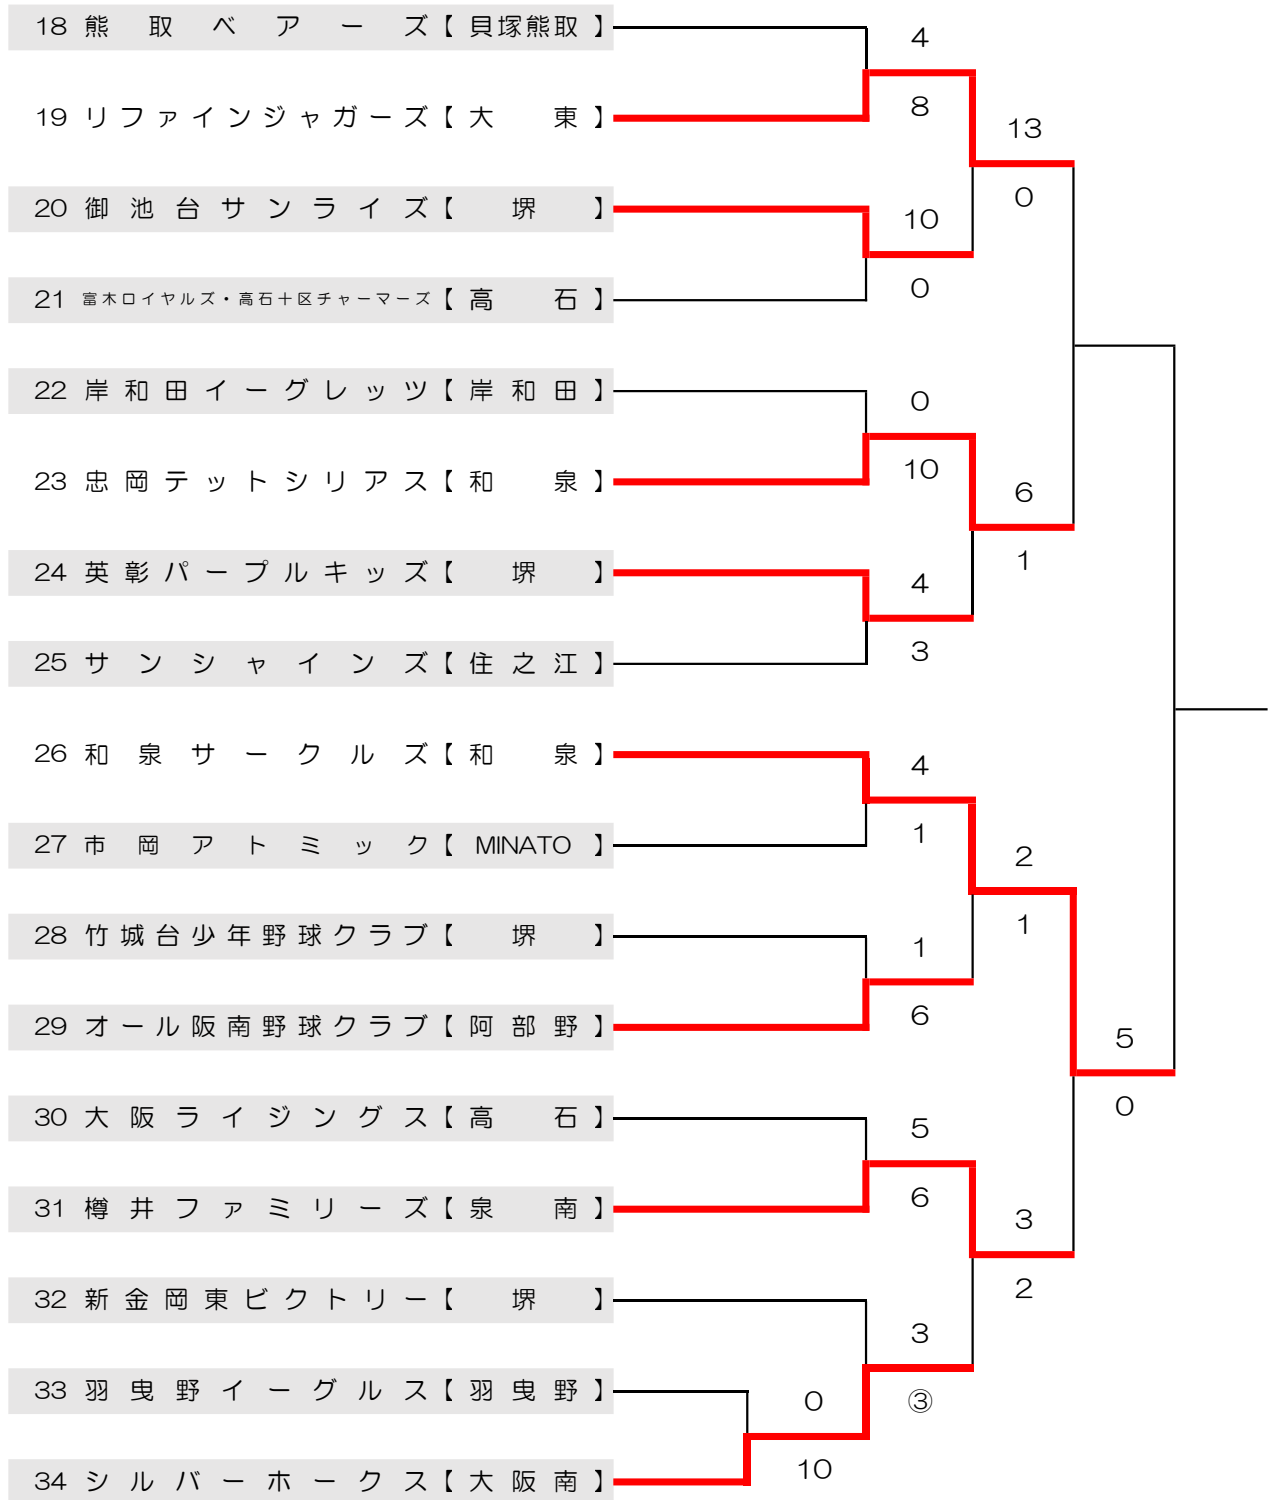 18 熊取ベアーズ【貝塚熊取】
4
19 リファインジャガーズ【大東】
8
13
20 御池台サンライズ【堺】
10
0
21 富木ロイヤルズ・高石十区チャーマーズ【高石】
0
22 岸和田イーグレッツ【岸和田】
0
23 忠岡テットシリアス【和泉】
10
6
24 英彰パープルキッズ【堺】
4
1
25 サンシャインズ【住之江】
3
26 和泉サークルズ【和泉】
4
27 市岡アトミック【MINATO】
1
2
28 竹城台少年野球クラブ【堺】
1
1
29 オール阪南野球クラブ【阿部野】
6
5
30 大阪ライジングス【高石】
5
0
31 樽井ファミリーズ【泉南】
6
3
32 新金岡東ビクトリー【堺】
3
2
33 羽曳野イーグルス【羽曳野】
0
③
34 シルバーホークス【大阪南】
10